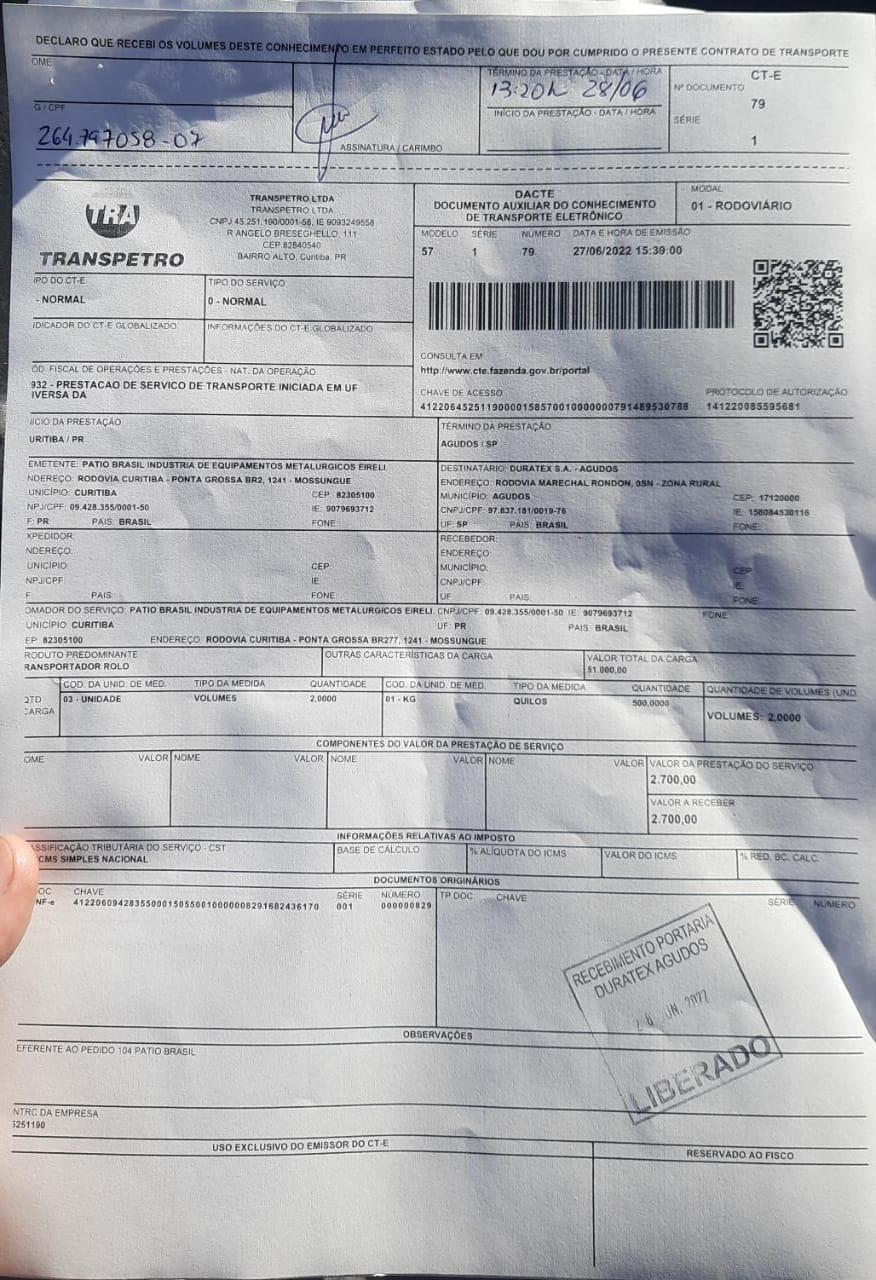 DECLARO QUE RECEBI OS VOLUMES DESTE CONHECIMENTO EM PERFEITO ESTADO PELO QUE DOU POR CUMPRIDO O PRESENTE CONTRATO DE TRANSPORTE
OME
G / CPF
264.797058-07
ASSINATURA / CARIMBO
TÉRMINO DA PRESTAÇÃO - DATA / HORA
13:20h 28/06
INÍCIO DA PRESTAÇÃO - DATA / HORA
CT-E
Nº DOCUMENTO
79
SÉRIE
1
TRA
TRANSPETRO
TRANSPETRO LTDA
TRANSPETRO LTDA
CNPJ 45.251.190/0001-58, IE 9093249558
R ANGELO BRESEGHELLO, 111
CEP 82840540
BAIRRO ALTO, Curitiba, PR
DACTE
DOCUMENTO AUXILIAR DO CONHECIMENTO
DE TRANSPORTE ELETRÔNICO
MODAL
01 - RODOVIÁRIO
MODELO SÉRIE NÚMERO DATA E HORA DE EMISSÃO
57 1 79 27/06/2022 15:39:00
IPO DO CT-E
- NORMAL
TIPO DO SERVIÇO
0 - NORMAL
IDICADOR DO CT-E GLOBALIZADO
INFORMAÇÕES DO CT-E GLOBALIZADO
CONSULTA EM
http://www.cte.fazenda.gov.br/portal
ÓD. FISCAL DE OPERAÇÕES E PRESTAÇÕES - NAT. DA OPERAÇÃO
932 - PRESTACAO DE SERVICO DE TRANSPORTE INICIADA EM UF
IVERSA DA
CHAVE DE ACESSO
41220645251190000158570010000000791489530788
PROTOCOLO DE AUTORIZAÇÃO
141220085595681
NÍCIO DA PRESTAÇÃO
URITIBA / PR
TÉRMINO DA PRESTAÇÃO
AGUDOS / SP
EMETENTE: PATIO BRASIL INDUSTRIA DE EQUIPAMENTOS METALURGICOS EIRELI
NDEREÇO: RODOVIA CURITIBA - PONTA GROSSA BR2, 1241 - MOSSUNGUE
UNICÍPIO: CURITIBA CEP: 82305100
NPJ/CPF: 09.428.355/0001-50 IE: 9079693712
F: PR PAIS: BRASIL FONE:
DESTINATÁRIO: DURATEX S.A. - AGUDOS
ENDEREÇO: RODOVIA MARECHAL RONDON, 0SN - ZONA RURAL
MUNICÍPIO: AGUDOS CEP: 17120000
CNPJ/CPF: 97.837.181/0019-76 IE: 158084530116
UF: SP PAIS: BRASIL FONE:
XPEDIDOR:
NDEREÇO:
UNICÍPIO: CEP:
NPJ/CPF: IE:
F: PAIS: FONE:
RECEBEDOR:
ENDEREÇO:
MUNICÍPIO: CEP:
CNPJ/CPF: IE:
UF: PAIS: FONE:
OMADOR DO SERVIÇO: PATIO BRASIL INDUSTRIA DE EQUIPAMENTOS METALURGICOS EIRELI, CNPJ/CPF: 09.428.355/0001-50 IE: 9079693712 FONE:
UNICÍPIO: CURITIBA UF: PR PAIS: BRASIL
EP: 82305100 ENDEREÇO: RODOVIA CURITIBA - PONTA GROSSA BR277, 1241 - MOSSUNGUE
RODUTO PREDOMINANTE
RANSPORTADOR ROLO
OUTRAS CARACTERÍSTICAS DA CARGA
VALOR TOTAL DA CARGA
51.000,00
QTD
CARGA
COD. DA UNID. DE MED. TIPO DA MEDIDA QUANTIDADE
03 - UNIDADE VOLUMES 2,0000
COD. DA UNID. DE MED. TIPO DA MEDIDA QUANTIDADE
01 - KG QUILOS 500,0000
QUANTIDADE DE VOLUMES (UND
VOLUMES: 2,0000
COMPONENTES DO VALOR DA PRESTAÇÃO DE SERVIÇO
OME VALOR NOME VALOR NOME VALOR NOME VALOR
VALOR DA PRESTAÇÃO DO SERVIÇO
2.700,00
VALOR A RECEBER
2.700,00
INFORMAÇÕES RELATIVAS AO IMPOSTO
ASSIFICAÇÃO TRIBUTÁRIA DO SERVIÇO - CST
ICMS SIMPLES NACIONAL
BASE DE CÁLCULO
% ALÍQUOTA DO ICMS
VALOR DO ICMS
% RED. BC. CALC.
DOCUMENTOS ORIGINÁRIOS
OC. CHAVE SÉRIE NÚMERO
NF-e 41220609428355000150550010000008291682436170 001 000000829
TP DOC CHAVE SÉRIE NÚMERO
RECEBIMENTO PORTARIA
DURATEX AGUDOS
JUN. 2022
LIBERADO
OBSERVAÇÕES
EFERENTE AO PEDIDO 104 PATIO BRASIL
NTRC DA EMPRESA
5251190
USO EXCLUSIVO DO EMISSOR DO CT-E
RESERVADO AO FISCO